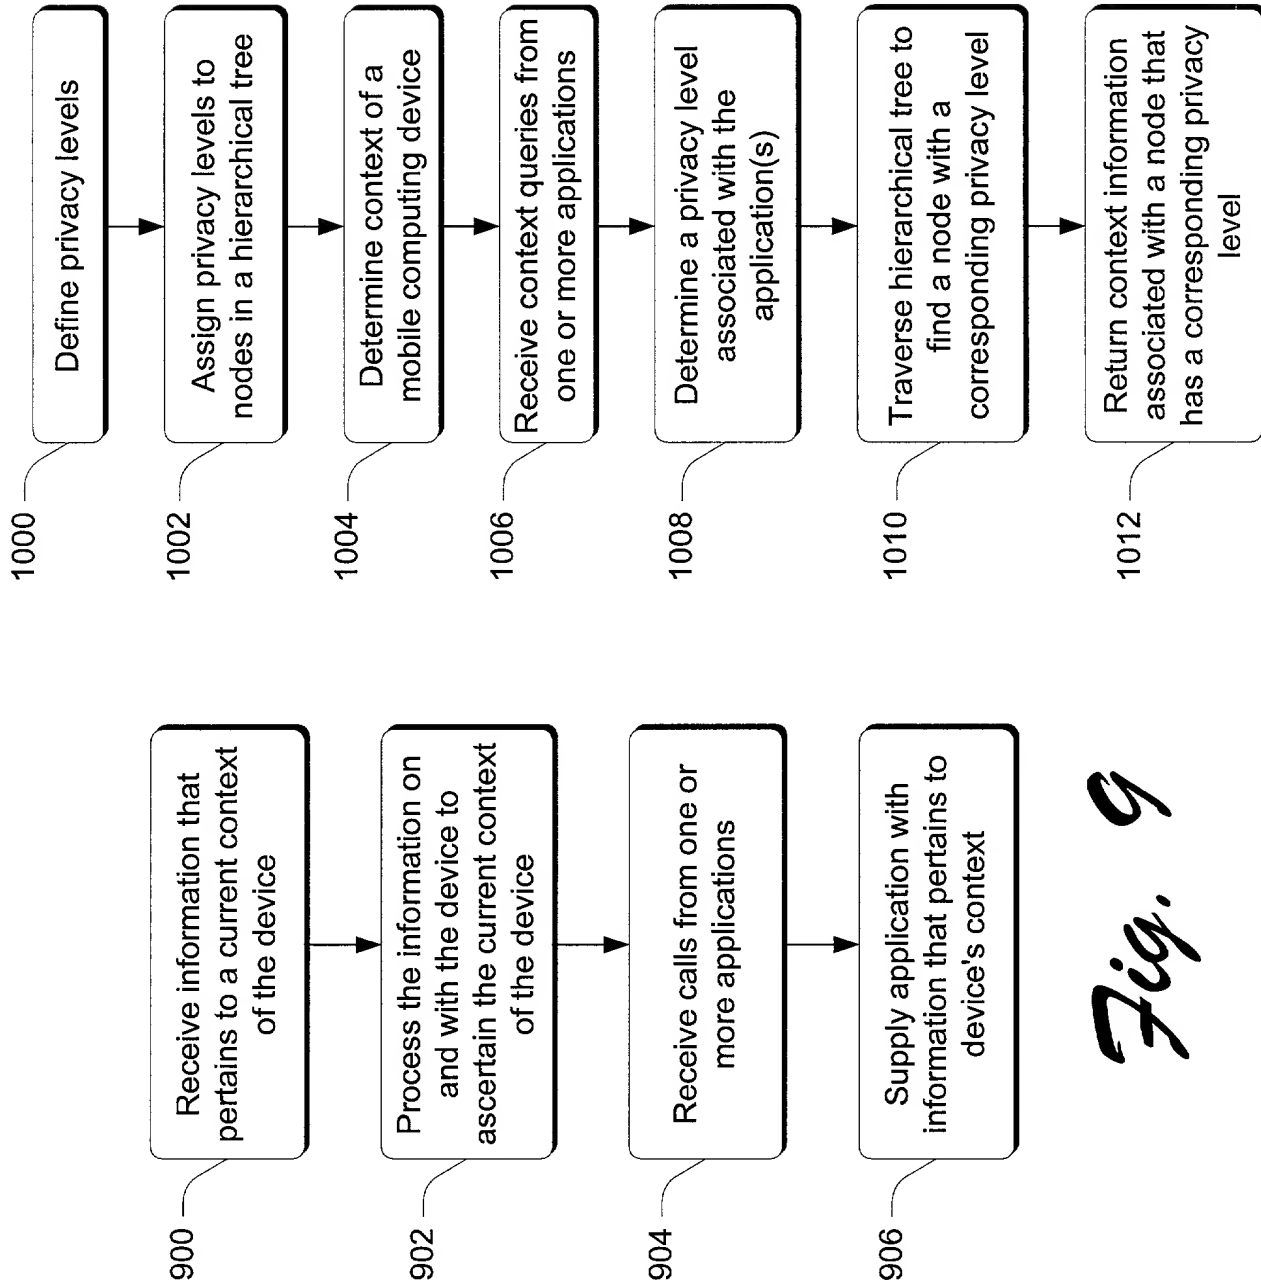 900
Receive information that
pertains to a current context
of the device
902
Process the information on
and with the device to
ascertain the current context
of the device
904
Receive calls from one or
more applications
906
Supply application with
information that pertains to
device's context
Fig. 9
1000
Define privacy levels
1002
Assign privacy levels to
nodes in a hierarchical tree
1004
Determine context of a
mobile computing device
1006
Receive context queries from
one or more applications
1008
Determine a privacy level
associated with the
application(s)
1010
Traverse hierarchical tree to
find a node with a
corresponding privacy level
1012
Return context information
associated with a node that
has a corresponding privacy
level